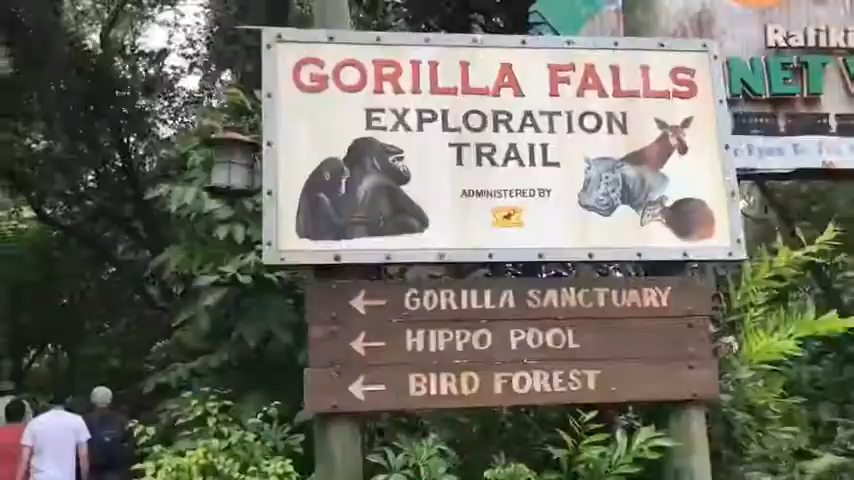 GORILLA FALLS
EXPLORATION
TRAIL
ADMINISTERED BY
← GORILLA SANCTUARY
← HIPPO POOL
← BIRD FOREST
Rafiki
NET